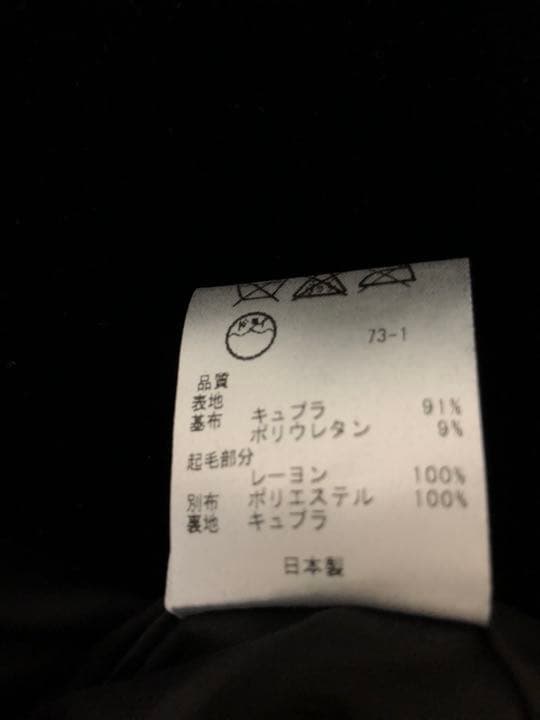 73-1
品質
表地
基布 キュプラ 91%
ポリウレタン 9%
起毛部分
レーヨン 100%
別布 ポリエステル 100%
裏地 キュプラ
日本製